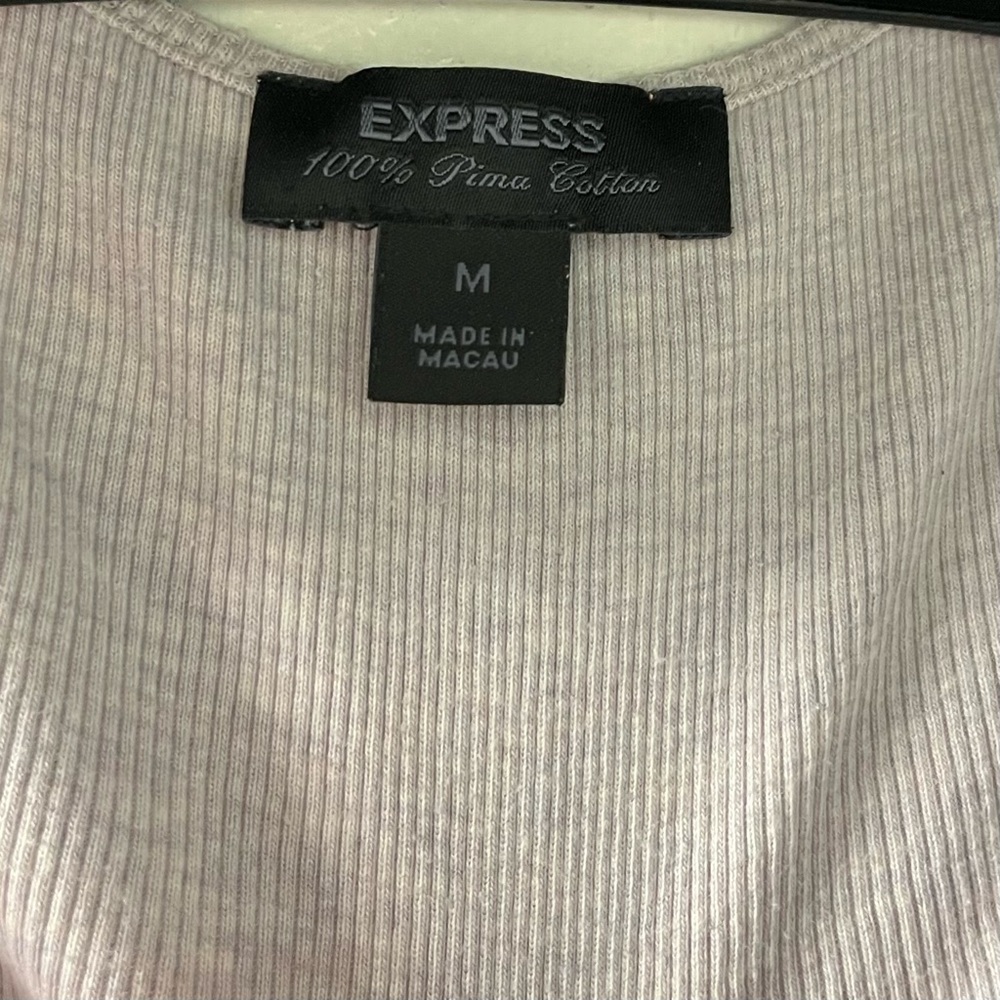 EXPRESS
100% Pima Cotton
M
MADE IN
MACAU